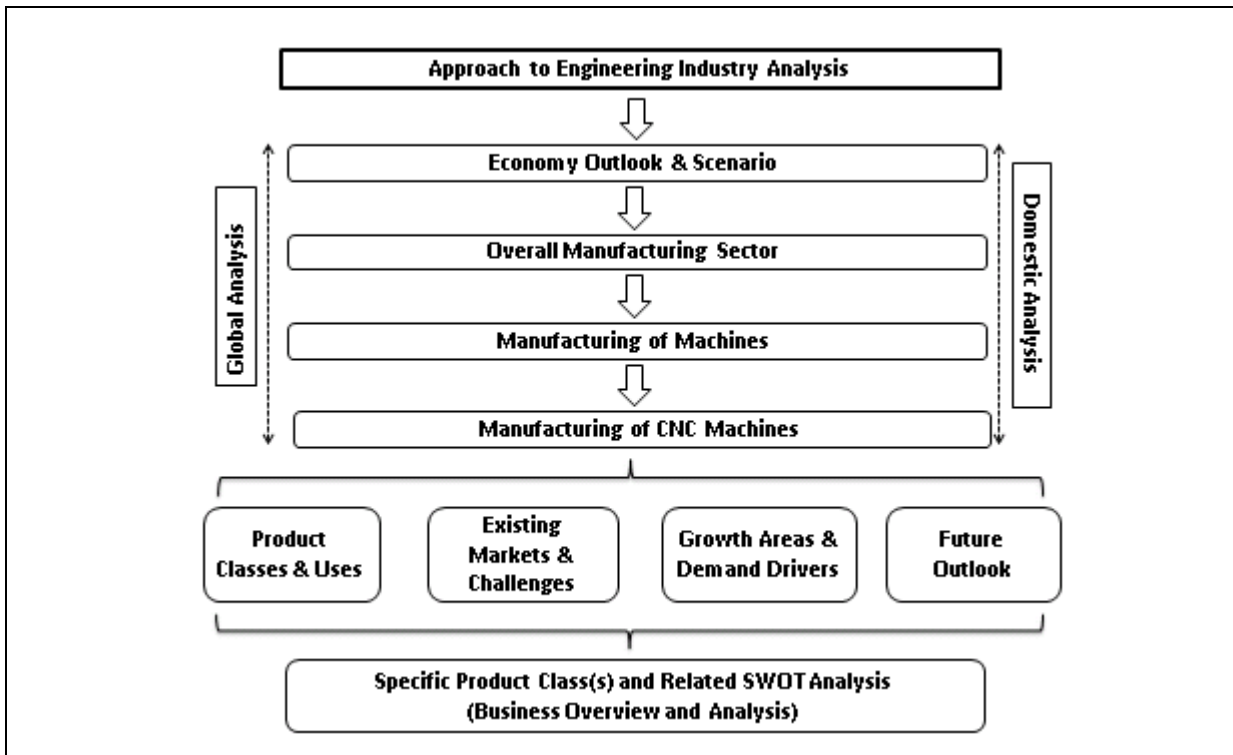 Approach to Engineering Industry Analysis
Economy Outlook & Scenario
Global Analysis
Domestic Analysis
Overall Manufacturing Sector
Manufacturing of Machines
Manufacturing of CNC Machines
Product
Classes & Uses
Existing
Markets &
Challenges
Growth Areas &
Demand Drivers
Future
Outlook
Specific Product Class(s) and Related SWOT Analysis
(Business Overview and Analysis)